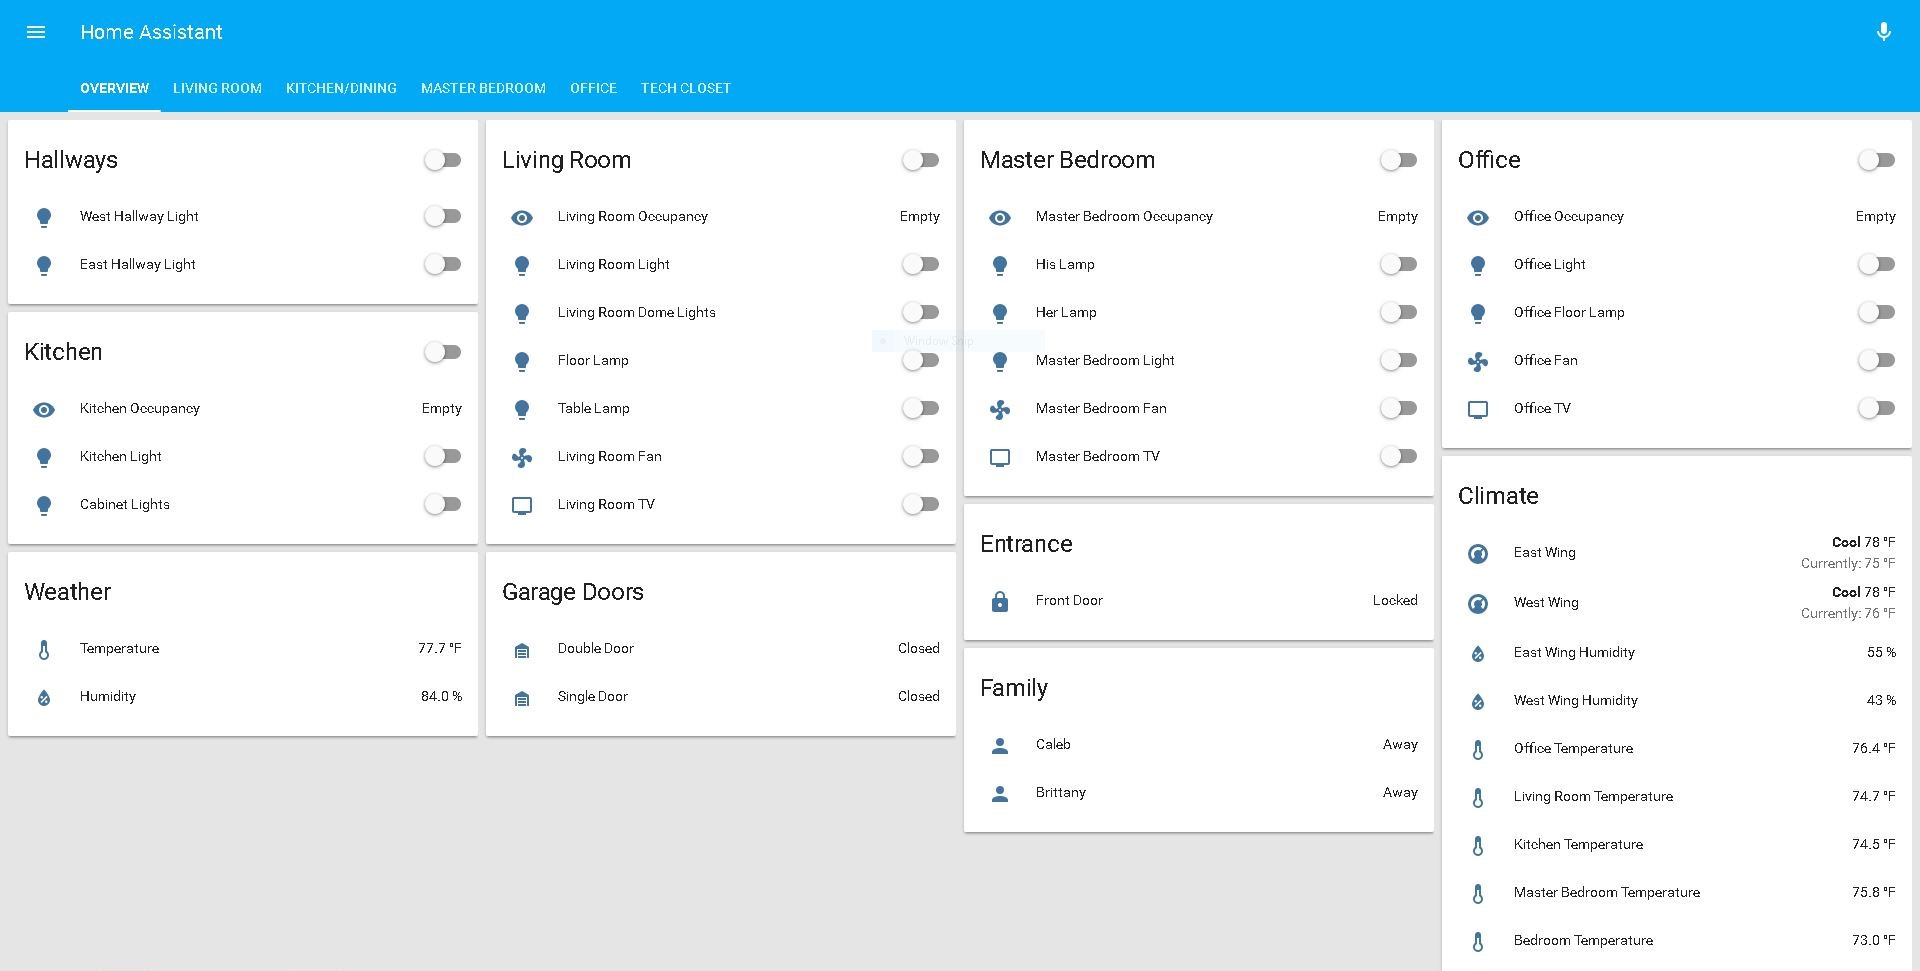 Home Assistant
OVERVIEW LIVING ROOM KITCHEN/DINING MASTER BEDROOM OFFICE TECH CLOSET
Hallways
West Hallway Light
East Hallway Light
Kitchen
Kitchen Occupancy Empty
Kitchen Light
Cabinet Lights
Weather
Temperature 77.7 °F
Humidity 84.0 %
Living Room
Living Room Occupancy Empty
Living Room Light
Living Room Dome Lights
Window Snip
Floor Lamp
Table Lamp
Living Room Fan
Living Room TV
Garage Doors
Double Door Closed
Single Door Closed
Master Bedroom
Master Bedroom Occupancy Empty
His Lamp
Her Lamp
Master Bedroom Light
Master Bedroom Fan
Master Bedroom TV
Entrance
Front Door Locked
Family
Caleb Away
Brittany Away
Office
Office Occupancy Empty
Office Light
Office Floor Lamp
Office Fan
Office TV
Climate
East Wing Cool 78 °F
Currently: 75 °F
West Wing Cool 78 °F
Currently: 76 °F
East Wing Humidity 55 %
West Wing Humidity 43 %
Office Temperature 76.4 °F
Living Room Temperature 74.7 °F
Kitchen Temperature 74.5 °F
Master Bedroom Temperature 75.8 °F
Bedroom Temperature 73.0 °F